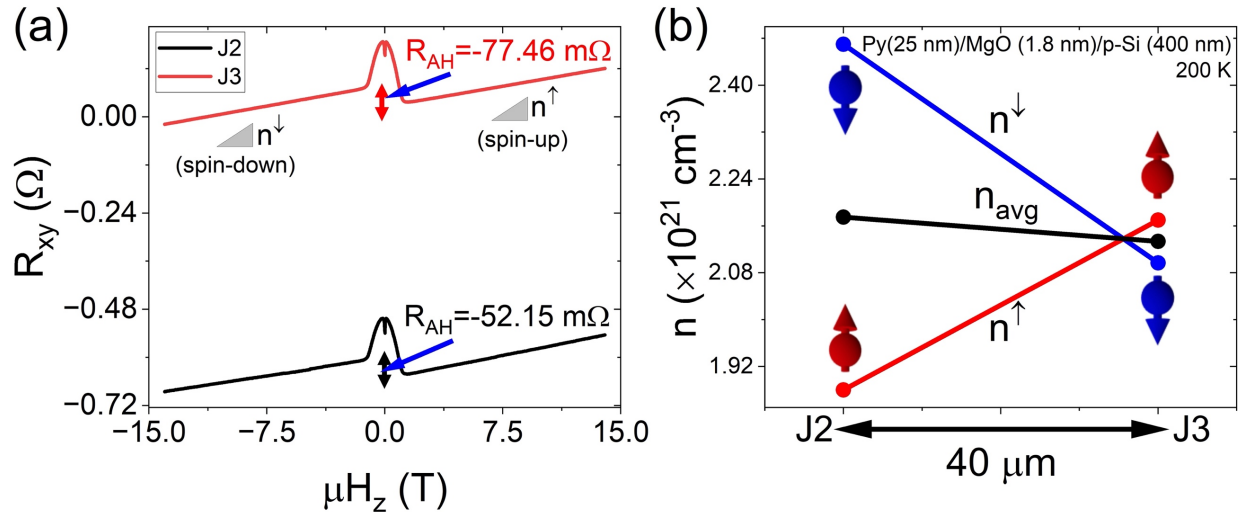 (a)
J2
J3
R_AH=-77.46 mΩ
n↓
(spin-down)
n↑
(spin-up)
R_AH=-52.15 mΩ
0.00
−0.24
−0.48
−0.72
R_xy (Ω)
−15.0 −7.5 0.0 7.5 15.0
μH_z (T)
(b)
Py(25 nm)/MgO (1.8 nm)/p-Si (400 nm)
200 K
n↓
n_avg
n↑
2.40
2.24
2.08
1.92
n (×10²¹ cm⁻³)
J2 J3
40 μm